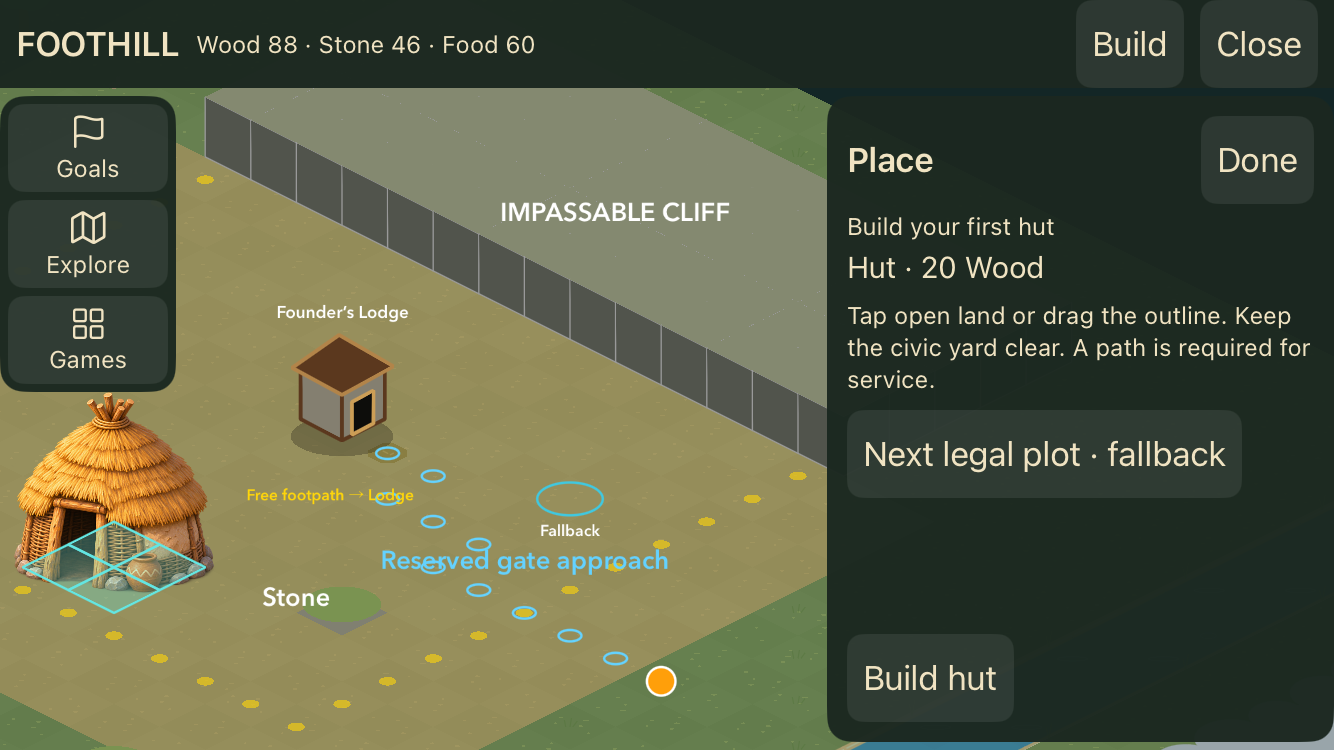 FOOTHILL Wood 88 · Stone 46 · Food 60
Build
Close
Goals
Explore
Games
IMPASSABLE CLIFF
Founder’s Lodge
Free footpath → Lodge
Fallback
Reserved gate approach
Stone
Place
Done
Build your first hut
Hut · 20 Wood
Tap open land or drag the outline. Keep
the civic yard clear. A path is required for
service.
Next legal plot · fallback
Build hut